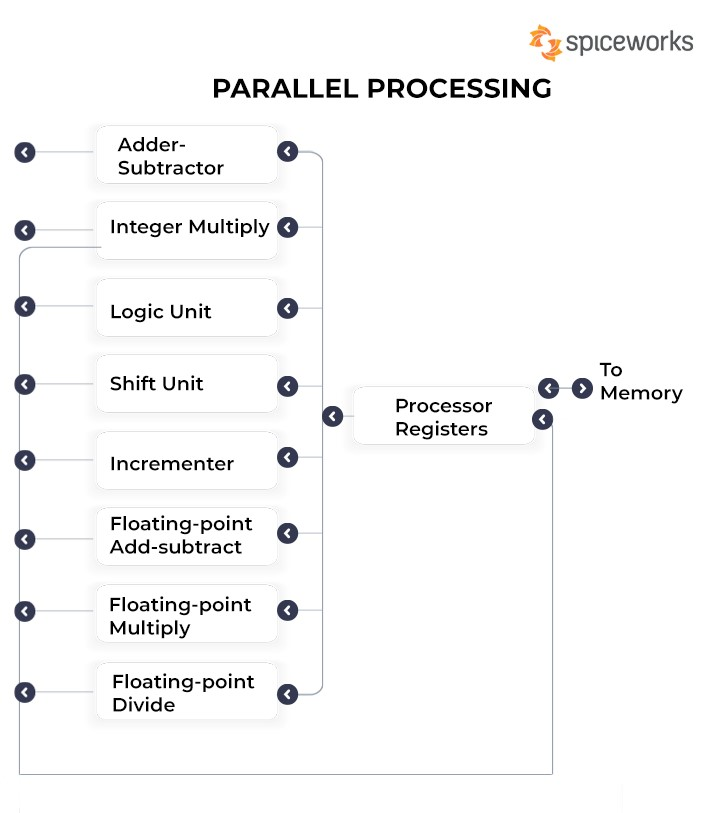 spiceworks
PARALLEL PROCESSING
Adder-
Subtractor
Integer Multiply
Logic Unit
Shift Unit
Incrementer
Floating-point
Add-subtract
Floating-point
Multiply
Floating-point
Divide
Processor
Registers
To
Memory